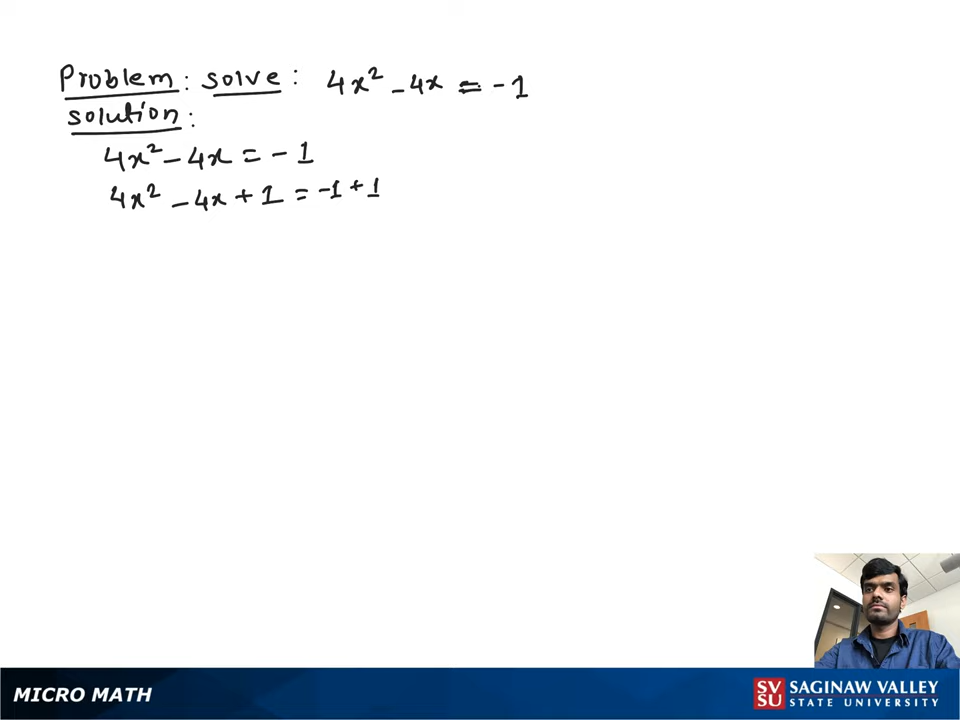 Problem: solve: 4x² - 4x = -1
solution:
4x² - 4x = - 1
4x² - 4x + 1 = -1 + 1
MICRO MATH
SV SU SAGINAW VALLEY
STATE UNIVERSITY